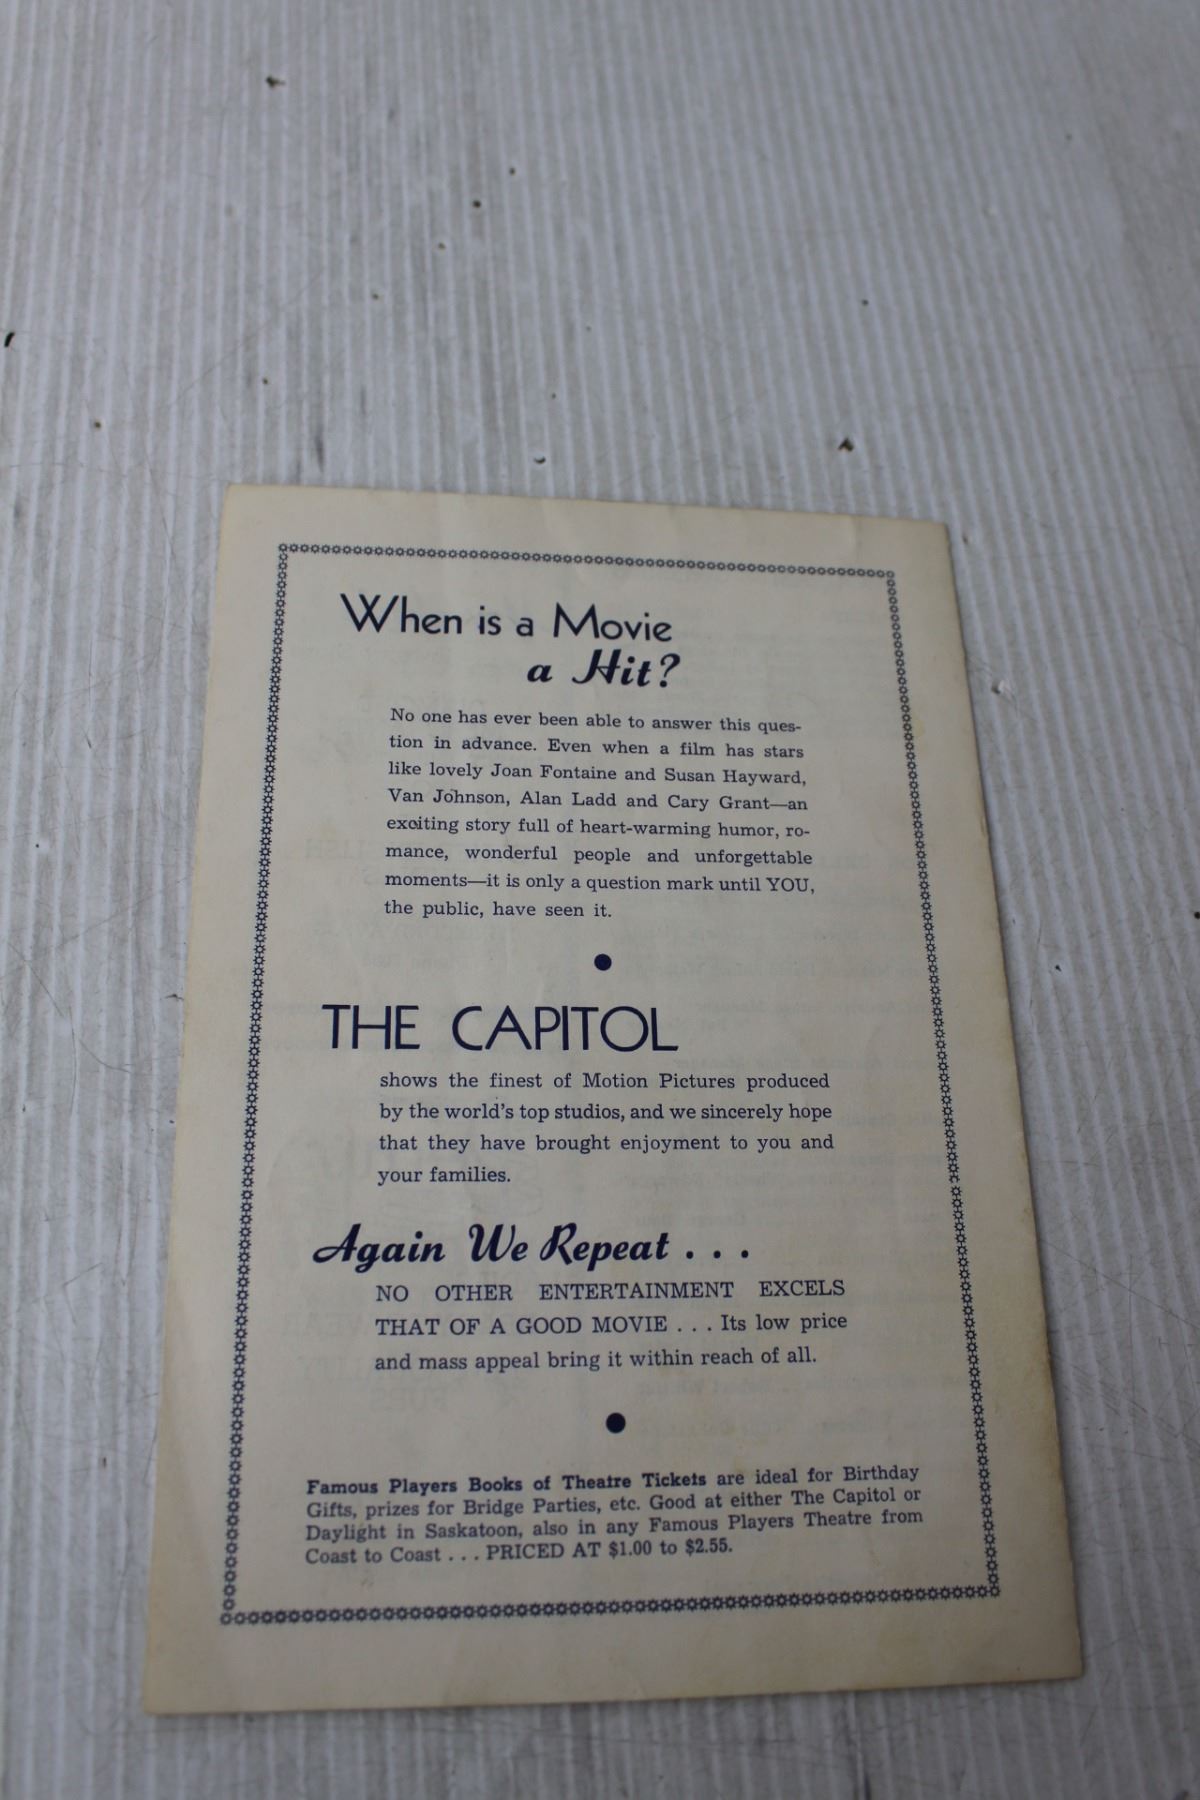 When is a Movie
a Hit?
No one has ever been able to answer this ques-
tion in advance. Even when a film has stars
like lovely Joan Fontaine and Susan Hayward,
Van Johnson, Alan Ladd and Cary Grant—an
exciting story full of heart-warming humor, ro-
mance, wonderful people and unforgettable
moments—it is only a question mark until YOU,
the public, have seen it.
THE CAPITOL
shows the finest of Motion Pictures produced
by the world's top studios, and we sincerely hope
that they have brought enjoyment to you and
your families.
Again We Repeat . . .
NO OTHER ENTERTAINMENT EXCELS
THAT OF A GOOD MOVIE . . . Its low price
and mass appeal bring it within reach of all.
Famous Players Books of Theatre Tickets are ideal for Birthday
Gifts, prizes for Bridge Parties, etc. Good at either The Capitol or
Daylight in Saskatoon, also in any Famous Players Theatre from
Coast to Coast . . . PRICED AT $1.00 to $2.55.